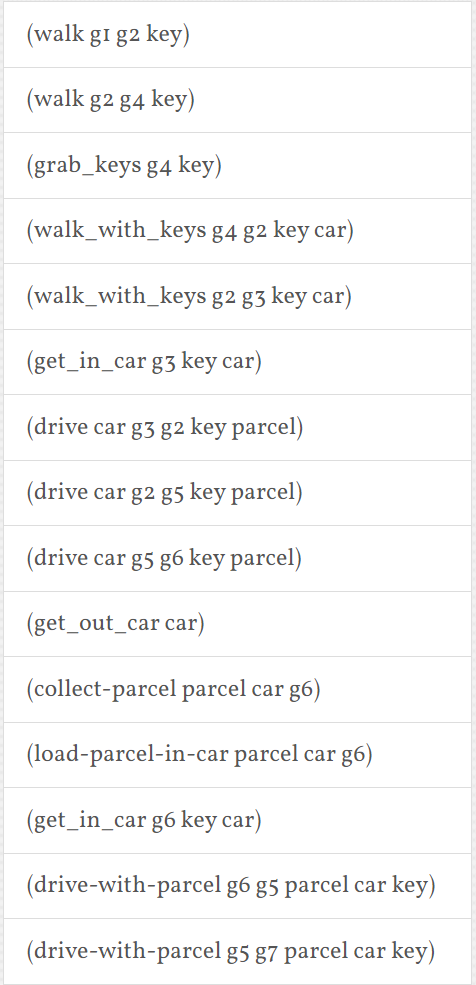 (walk g1 g2 key)
(walk g2 g4 key)
(grab_keys g4 key)
(walk_with_keys g4 g2 key car)
(walk_with_keys g2 g3 key car)
(get_in_car g3 key car)
(drive car g3 g2 key parcel)
(drive car g2 g5 key parcel)
(drive car g5 g6 key parcel)
(get_out_car car)
(collect-parcel parcel car g6)
(load-parcel-in-car parcel car g6)
(get_in_car g6 key car)
(drive-with-parcel g6 g5 parcel car key)
(drive-with-parcel g5 g7 parcel car key)